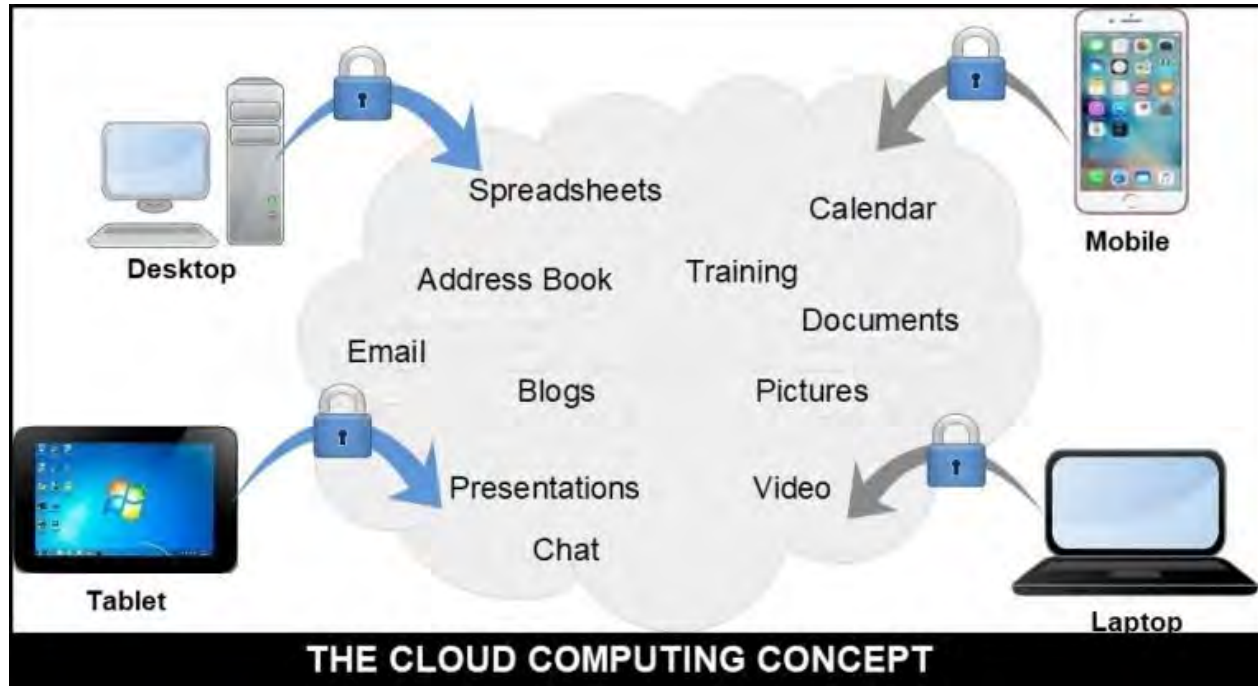 Spreadsheets
Calendar
Desktop
Mobile
Address Book
Training
Documents
Email
Blogs
Pictures
Presentations
Video
Chat
Tablet
Laptop
THE CLOUD COMPUTING CONCEPT